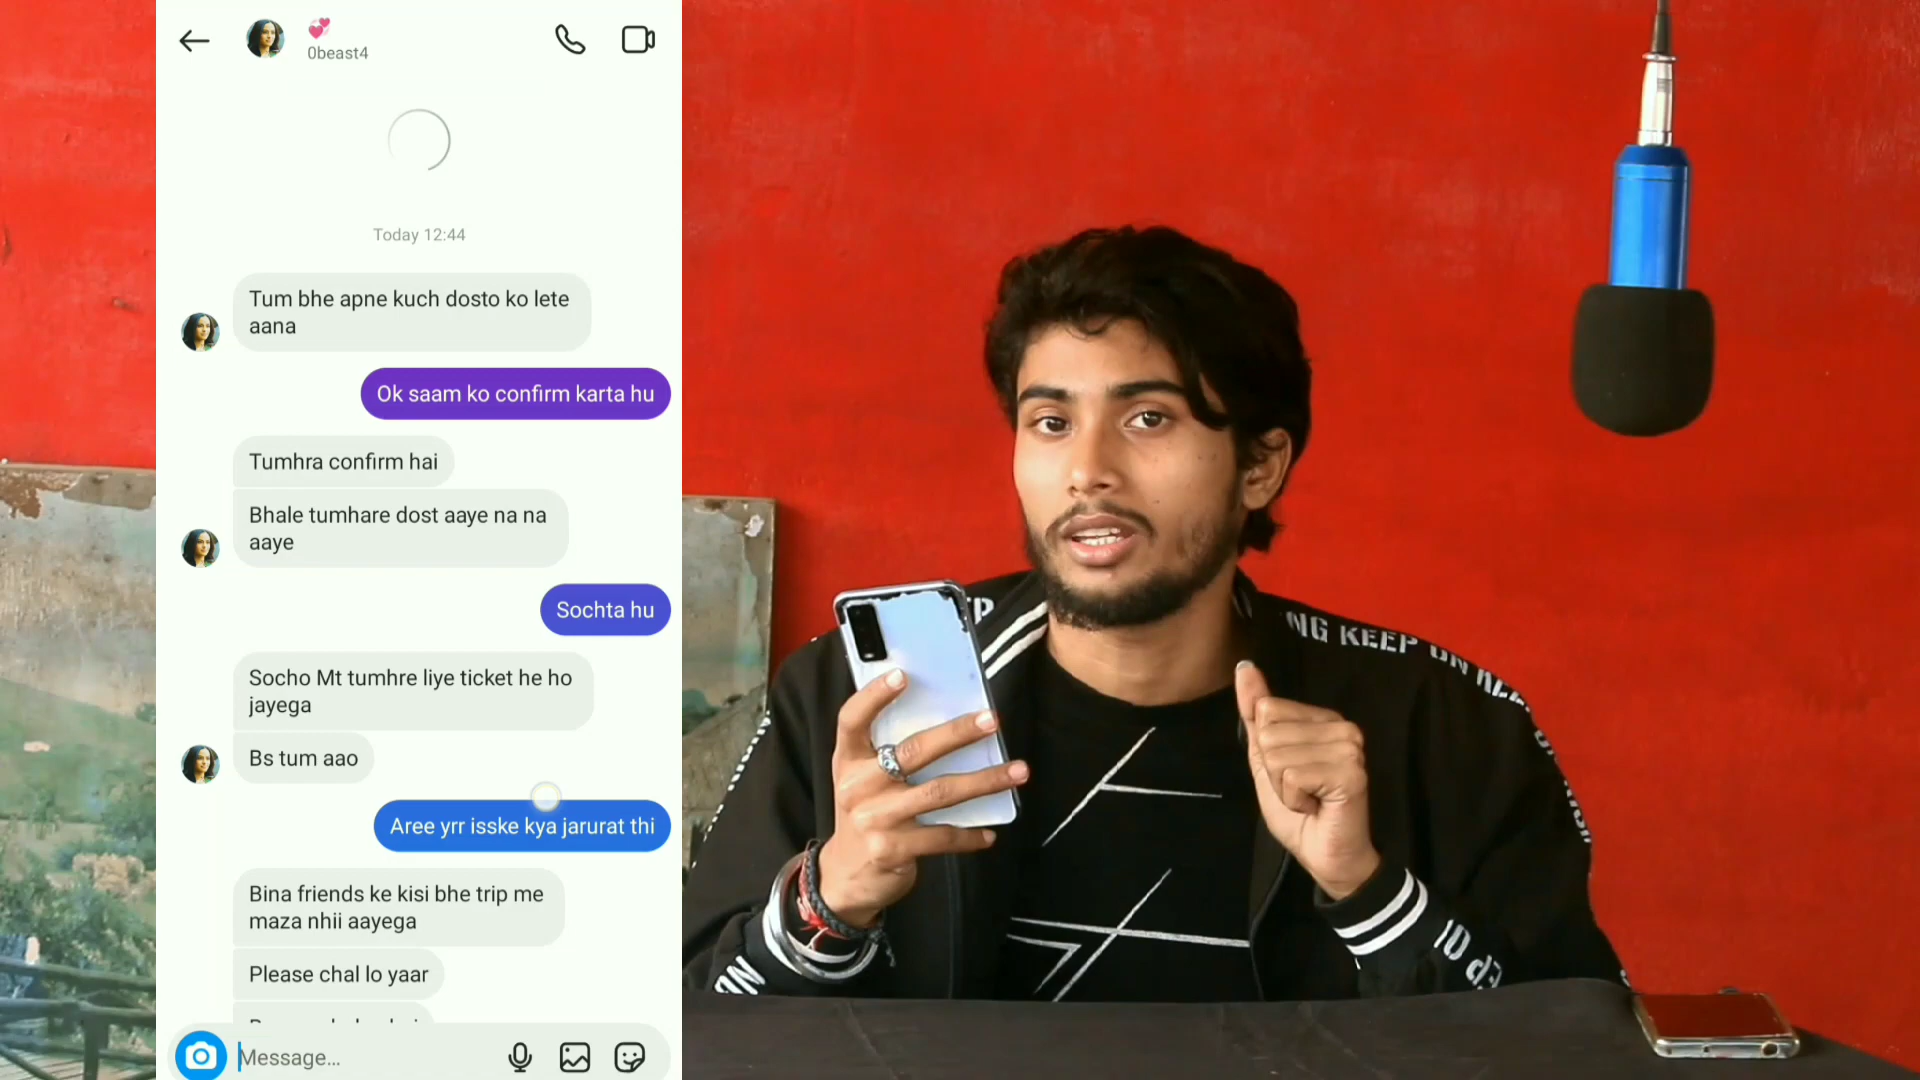 0beast4
Today 12:44
Tum bhe apne kuch dosto ko lete
aana
Ok saam ko confirm karta hu
Tumhra confirm hai
Bhale tumhare dost aaye na na
aaye
Sochta hu
Socho Mt tumhre liye ticket he ho
jayega
Bs tum aao
Aree yrr isske kya jarurat thi
Bina friends ke kisi bhe trip me
maza nhii aayega
Please chal lo yaar
Message...
NG KEEP ON KEE